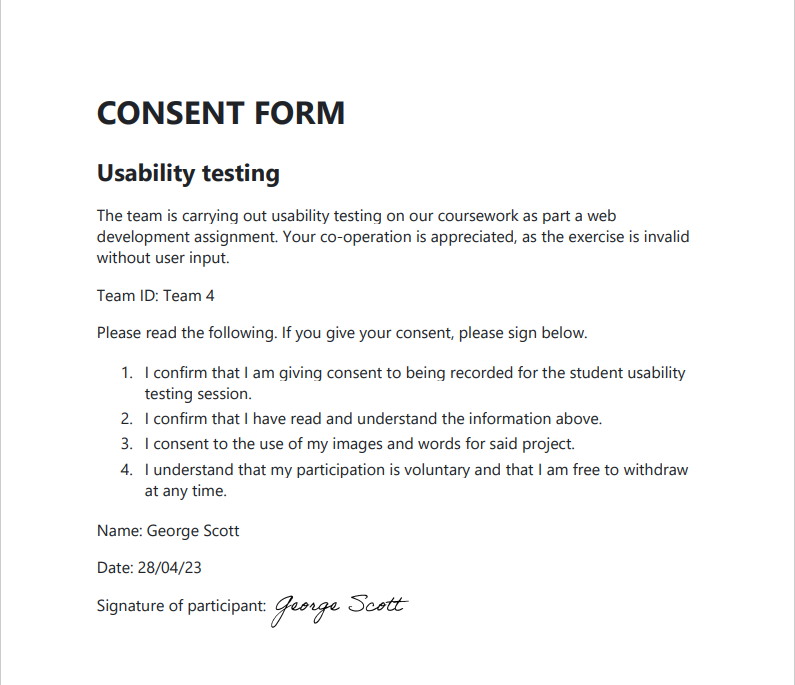 CONSENT FORM
Usability testing
The team is carrying out usability testing on our coursework as part a web
development assignment. Your co-operation is appreciated, as the exercise is invalid
without user input.
Team ID: Team 4
Please read the following. If you give your consent, please sign below.
1. I confirm that I am giving consent to being recorded for the student usability
testing session.
2. I confirm that I have read and understand the information above.
3. I consent to the use of my images and words for said project.
4. I understand that my participation is voluntary and that I am free to withdraw
at any time.
Name: George Scott
Date: 28/04/23
Signature of participant: George Scott